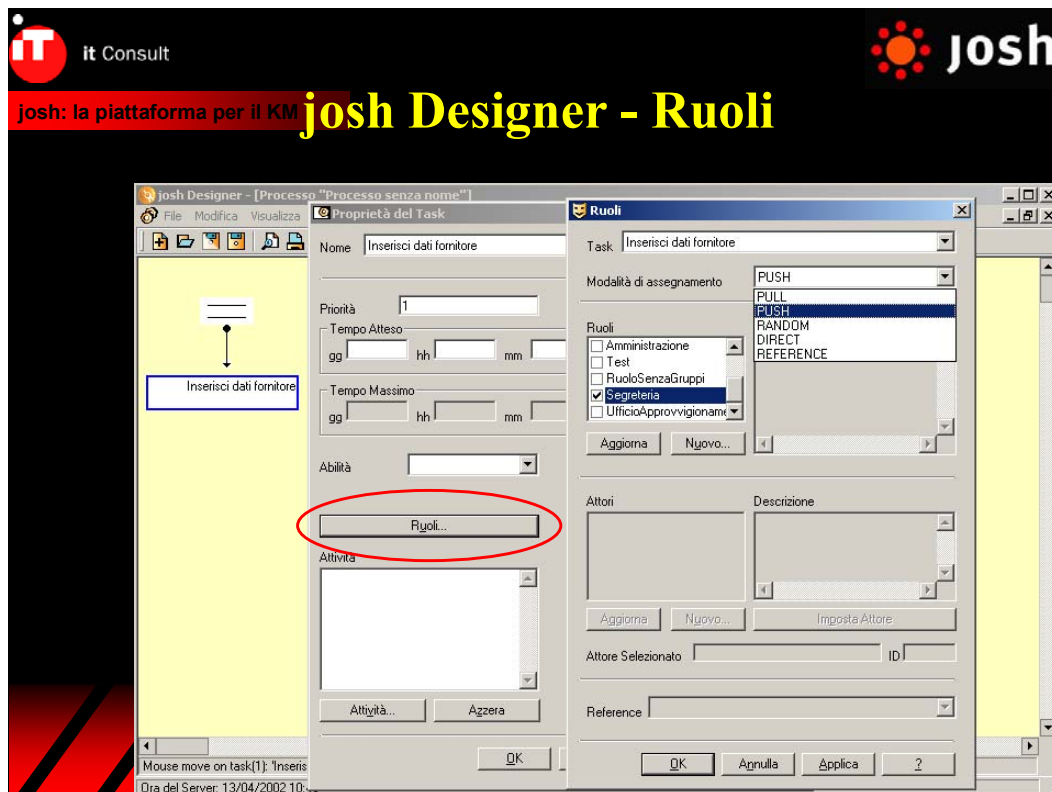 iT
it Consult
josh
josh: la piattaforma per il KM
josh Designer - Ruoli
josh Designer - [Processo "Processo senza nome"]
File Modifica Visualizza
Proprietà del Task
Nome Inserisci dati fornitore
Priorità 1
Tempo Atteso
gg hh mm
Tempo Massimo
gg hh mm
Abilità
Ruoli...
Attività
Attività... Azzera
OK
Inserisci dati fornitore
Ruoli
Task Inserisci dati fornitore
Modalità di assegnamento PUSH
PULL
PUSH
RANDOM
DIRECT
REFERENCE
Ruoli
Amministrazione
Test
RuoloSenzaGruppi
Segreteria
UfficioApprovvigioname
Aggiorna Nuovo...
Attori Descrizione
Aggiorna Nuovo... Imposta Attore
Attore Selezionato ID
Reference
OK Annulla Applica ?
Mouse move on task(1): 'Inseris
Ora del Server: 13/04/2002 10: